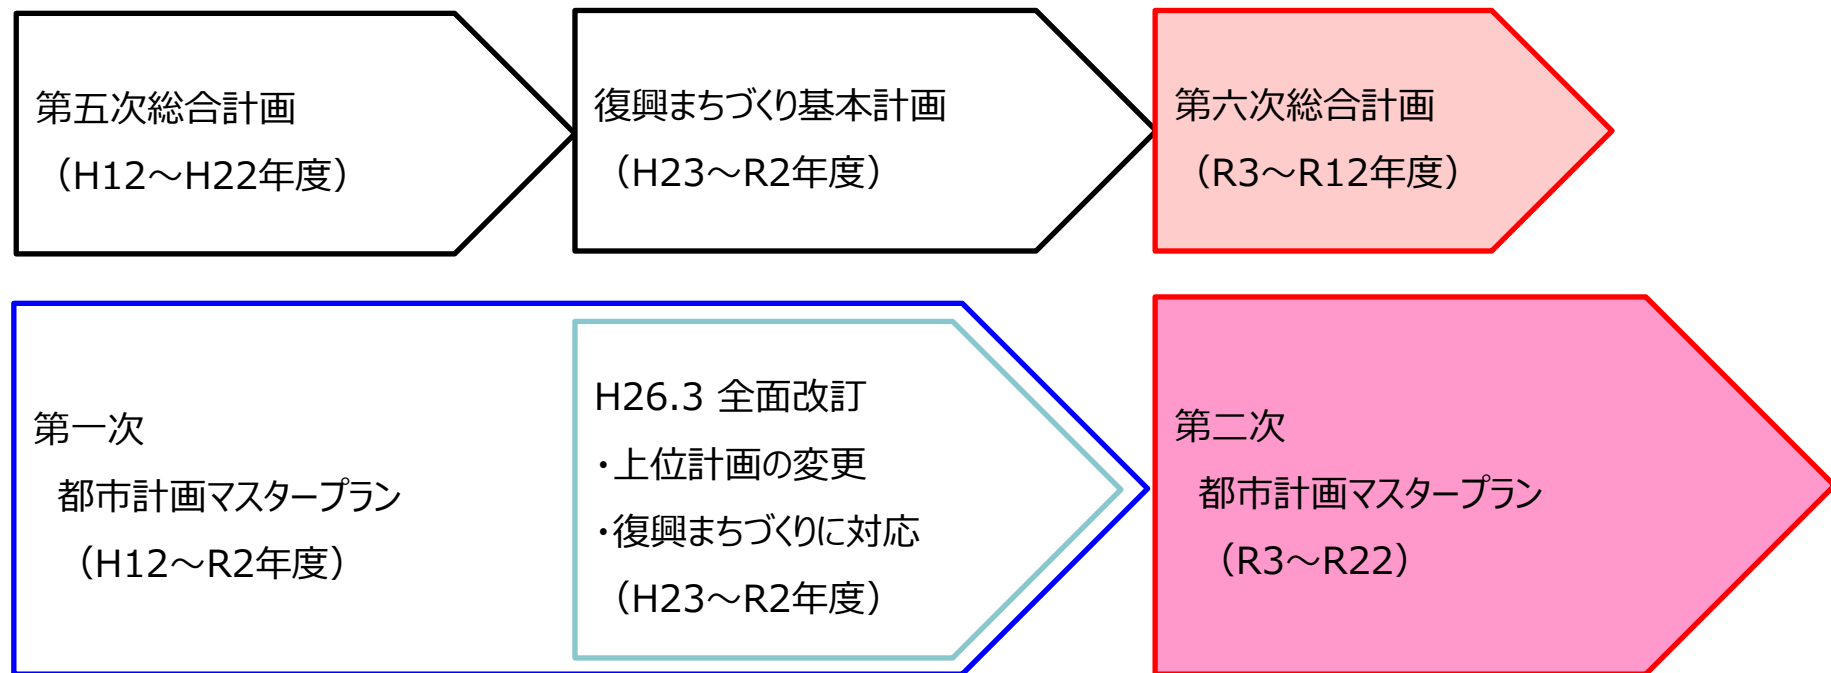 第五次総合計画
（H12～H22年度）
復興まちづくり基本計画
（H23～R2年度）
第六次総合計画
（R3～R12年度）
第一次
都市計画マスタープラン
（H12～R2年度）
H26.3 全面改訂
・上位計画の変更
・復興まちづくりに対応
（H23～R2年度）
第二次
都市計画マスタープラン
（R3～R22）